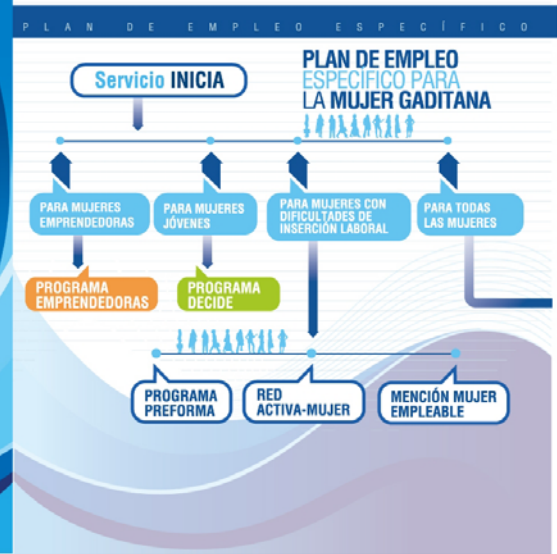 PLAN DE EMPLEO ESPECÍFICO
Servicio INICIA
PLAN DE EMPLEO
ESPECÍFICO PARA
LA MUJER GADITANA
PARA MUJERES
EMPRENDEDORAS
PARA MUJERES
JÓVENES
PARA MUJERES CON
DIFICULTADES DE
INSERCIÓN LABORAL
PARA TODAS
LAS MUJERES
PROGRAMA
EMPRENDEDORAS
PROGRAMA
DECIDE
PROGRAMA
PREFORMA
RED
ACTIVA-MUJER
MENCIÓN MUJER
EMPLEABLE